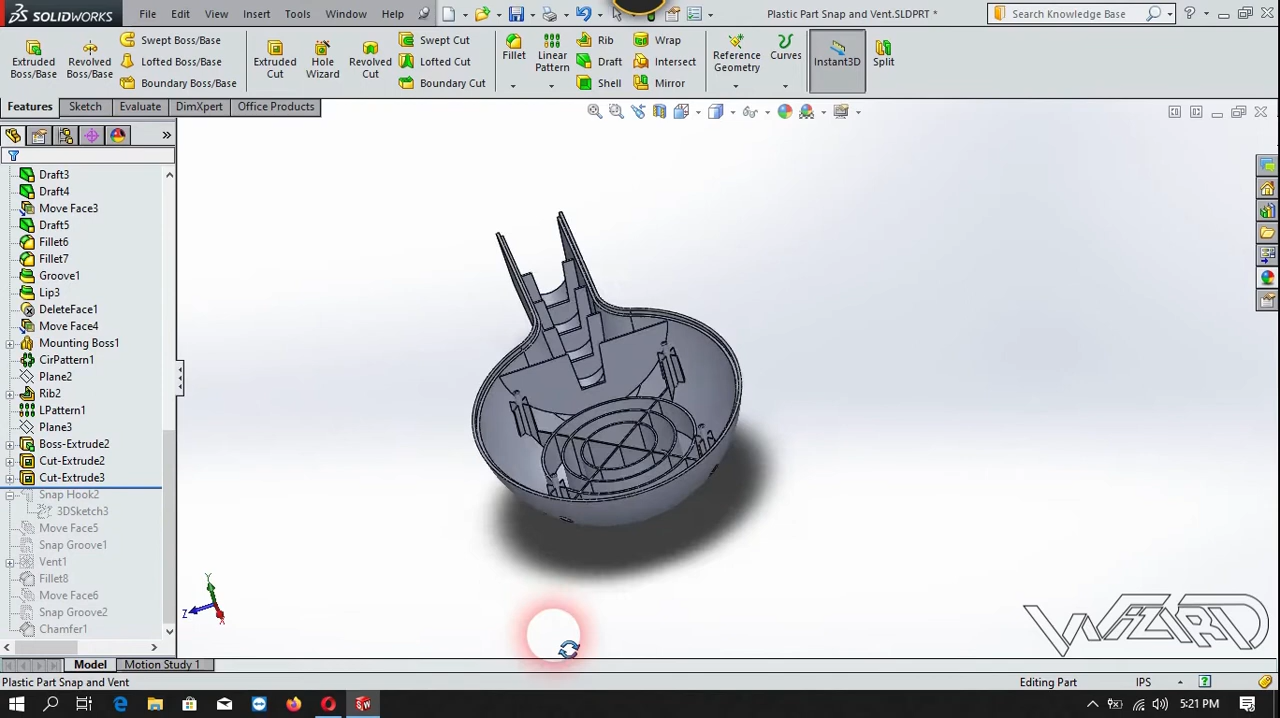 SOLIDWORKS File Edit View Insert Tools Window Help Plastic Part Snap and Vent.SLDPRT * Search Knowledge Base
Extruded Boss/Base
Revolved Boss/Base
Swept Boss/Base
Lofted Boss/Base
Boundary Boss/Base
Extruded Cut
Hole Wizard
Revolved Cut
Swept Cut
Lofted Cut
Boundary Cut
Fillet
Linear Pattern
Rib
Draft
Shell
Wrap
Intersect
Mirror
Reference Geometry
Curves
Instant3D
Split
Features Sketch Evaluate DimXpert Office Products
Draft3
Draft4
Move Face3
Draft5
Fillet6
Fillet7
Groove1
Lip3
DeleteFace1
Move Face4
Mounting Boss1
CirPattern1
Plane2
Rib2
LPattern1
Plane3
Boss-Extrude2
Cut-Extrude2
Cut-Extrude3
Snap Hook2
3DSketch3
Move Face5
Snap Groove1
Vent1
Fillet8
Move Face6
Snap Groove2
Chamfer1
Y
Z
X
WIZARD
Model Motion Study 1
Plastic Part Snap and Vent Editing Part IPS
5:21 PM